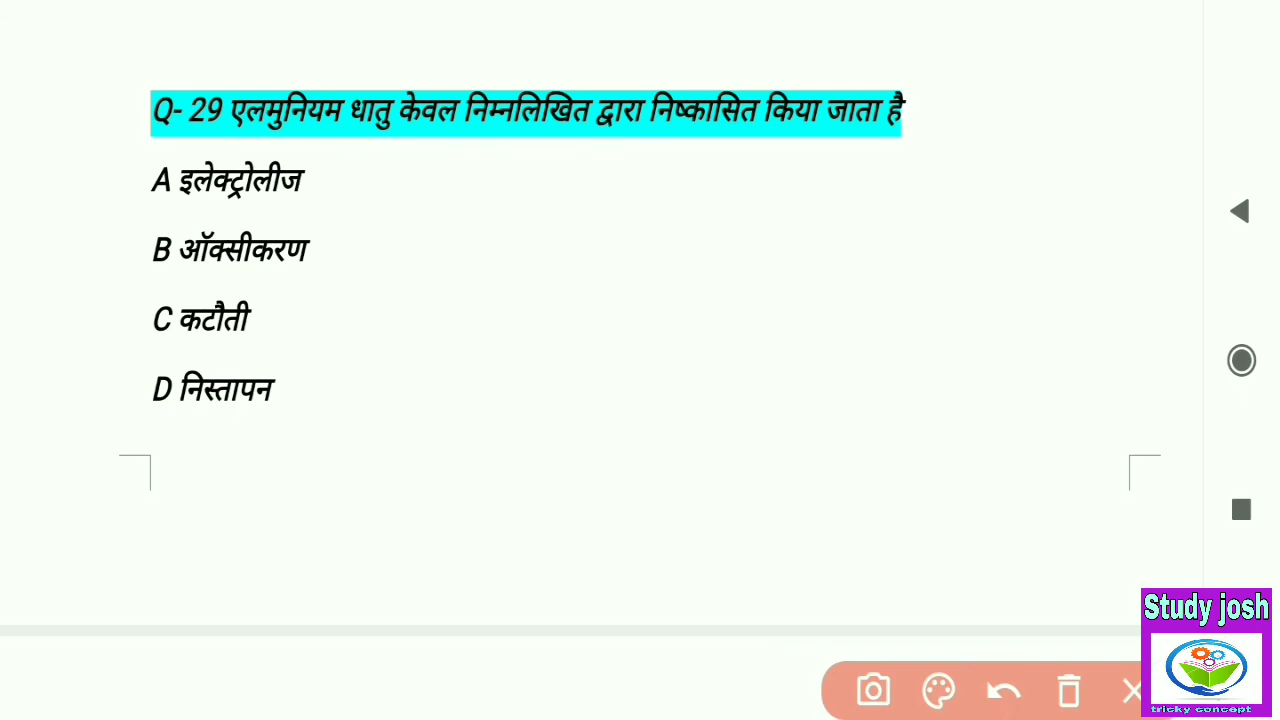 Q- 29 एलमुनियम धातु केवल निम्नलिखित द्वारा निष्कासित किया जाता है
A इलेक्ट्रोलीज
B ऑक्सीकरण
C कटौती
D निस्तापन
Study josh
tricky concept